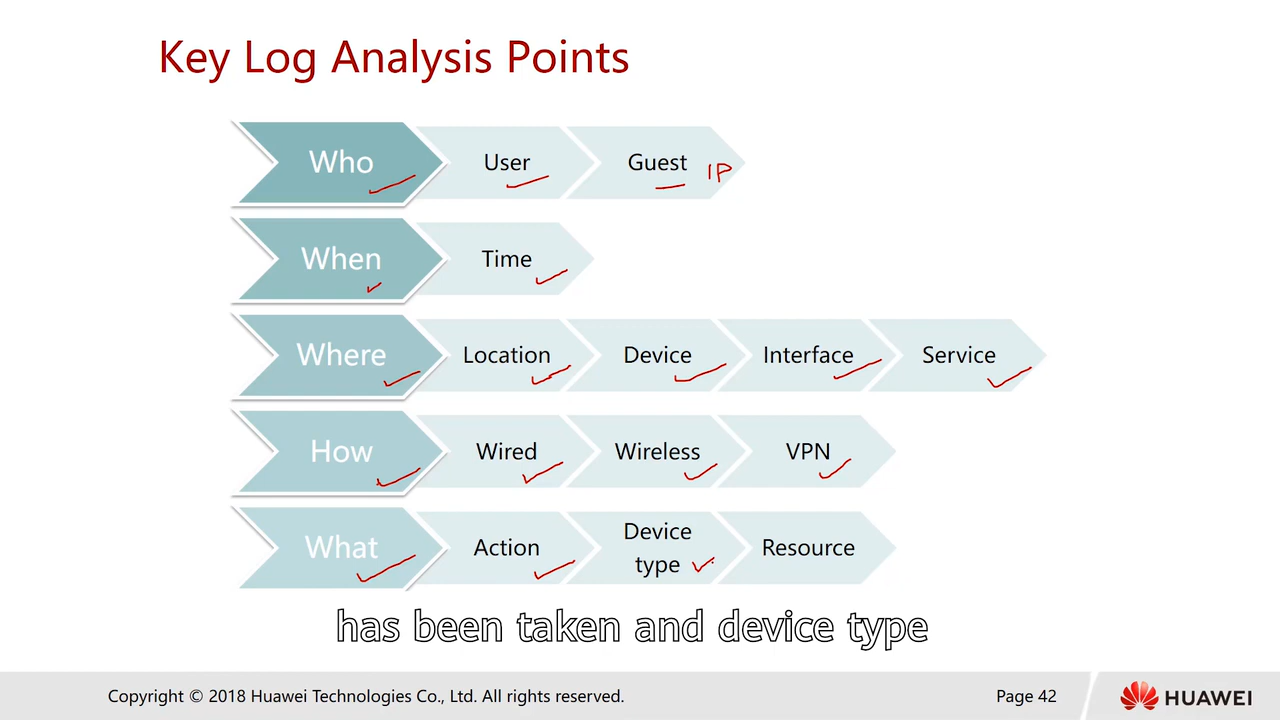 Key Log Analysis Points
Who User Guest IP
When Time
Where Location Device Interface Service
How Wired Wireless VPN
What Action Device type Resource
has been taken and device type
Copyright © 2018 Huawei Technologies Co., Ltd. All rights reserved. Page 42 HUAWEI